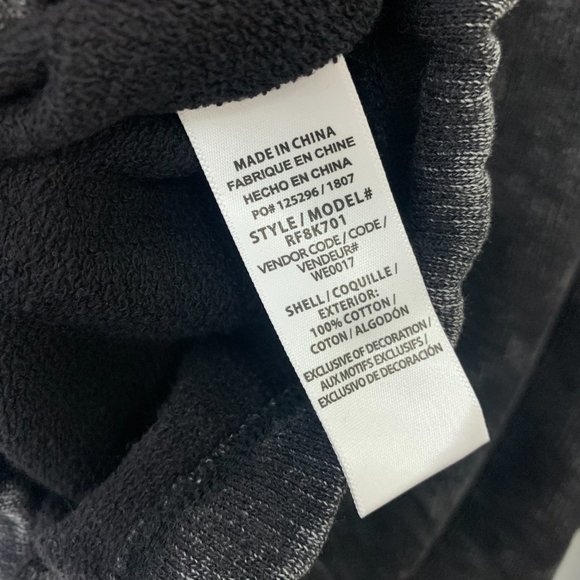 MADE IN CHINA
FABRIQUE EN CHINE
HECHO EN CHINA
PO# 125296 / 1807
STYLE / MODEL#
RF8K701
VENDOR CODE / CODE /
VENDEUR#
WE0017
SHELL / COQUILLE /
EXTERIOR:
100% COTTON /
COTON / ALGODÓN
EXCLUSIVE OF DECORATION /
AUX MOTIFS EXCLUSIFS /
EXCLUSIVO DE DECORACIÓN